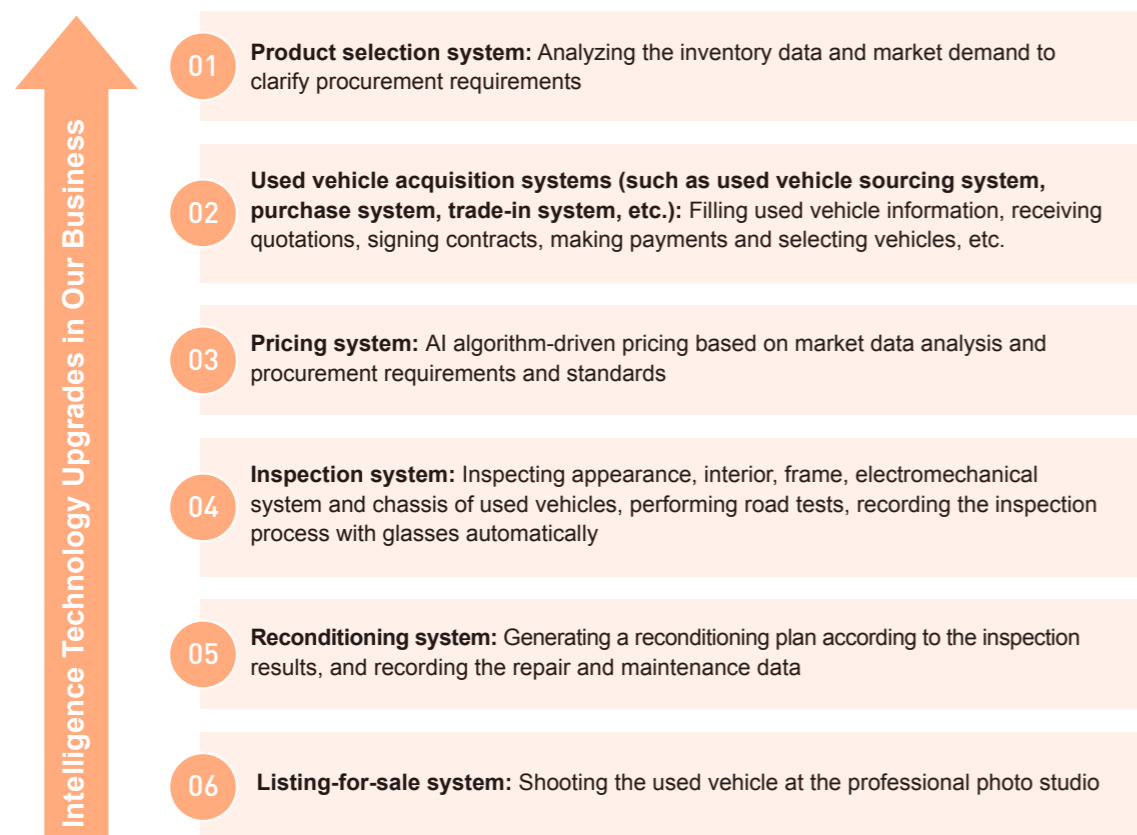 Intelligence Technology Upgrades in Our Business
01
Product selection system: Analyzing the inventory data and market demand to
clarify procurement requirements
02
Used vehicle acquisition systems (such as used vehicle sourcing system,
purchase system, trade-in system, etc.): Filling used vehicle information, receiving
quotations, signing contracts, making payments and selecting vehicles, etc.
03
Pricing system: AI algorithm-driven pricing based on market data analysis and
procurement requirements and standards
04
Inspection system: Inspecting appearance, interior, frame, electromechanical
system and chassis of used vehicles, performing road tests, recording the inspection
process with glasses automatically
05
Reconditioning system: Generating a reconditioning plan according to the inspection
results, and recording the repair and maintenance data
06
Listing-for-sale system: Shooting the used vehicle at the professional photo studio